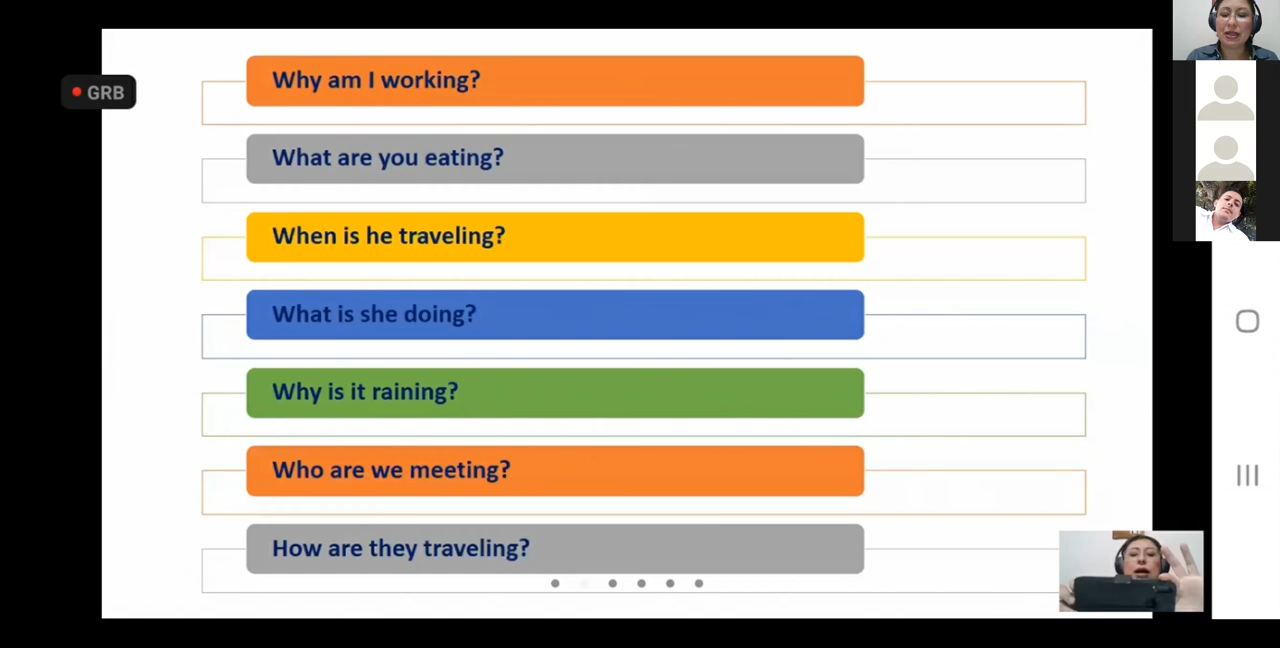 Why am I working?
GRB
What are you eating?
When is he traveling?
What is she doing?
Why is it raining?
Who are we meeting?
How are they traveling?